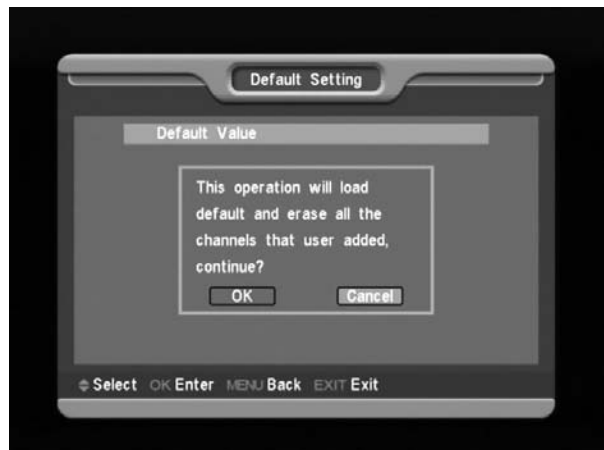 Default Setting
Default Value
This operation will load
default and erase all the
channels that user added,
continue?
OK Cancel
Select OK Enter MENU Back EXIT Exit